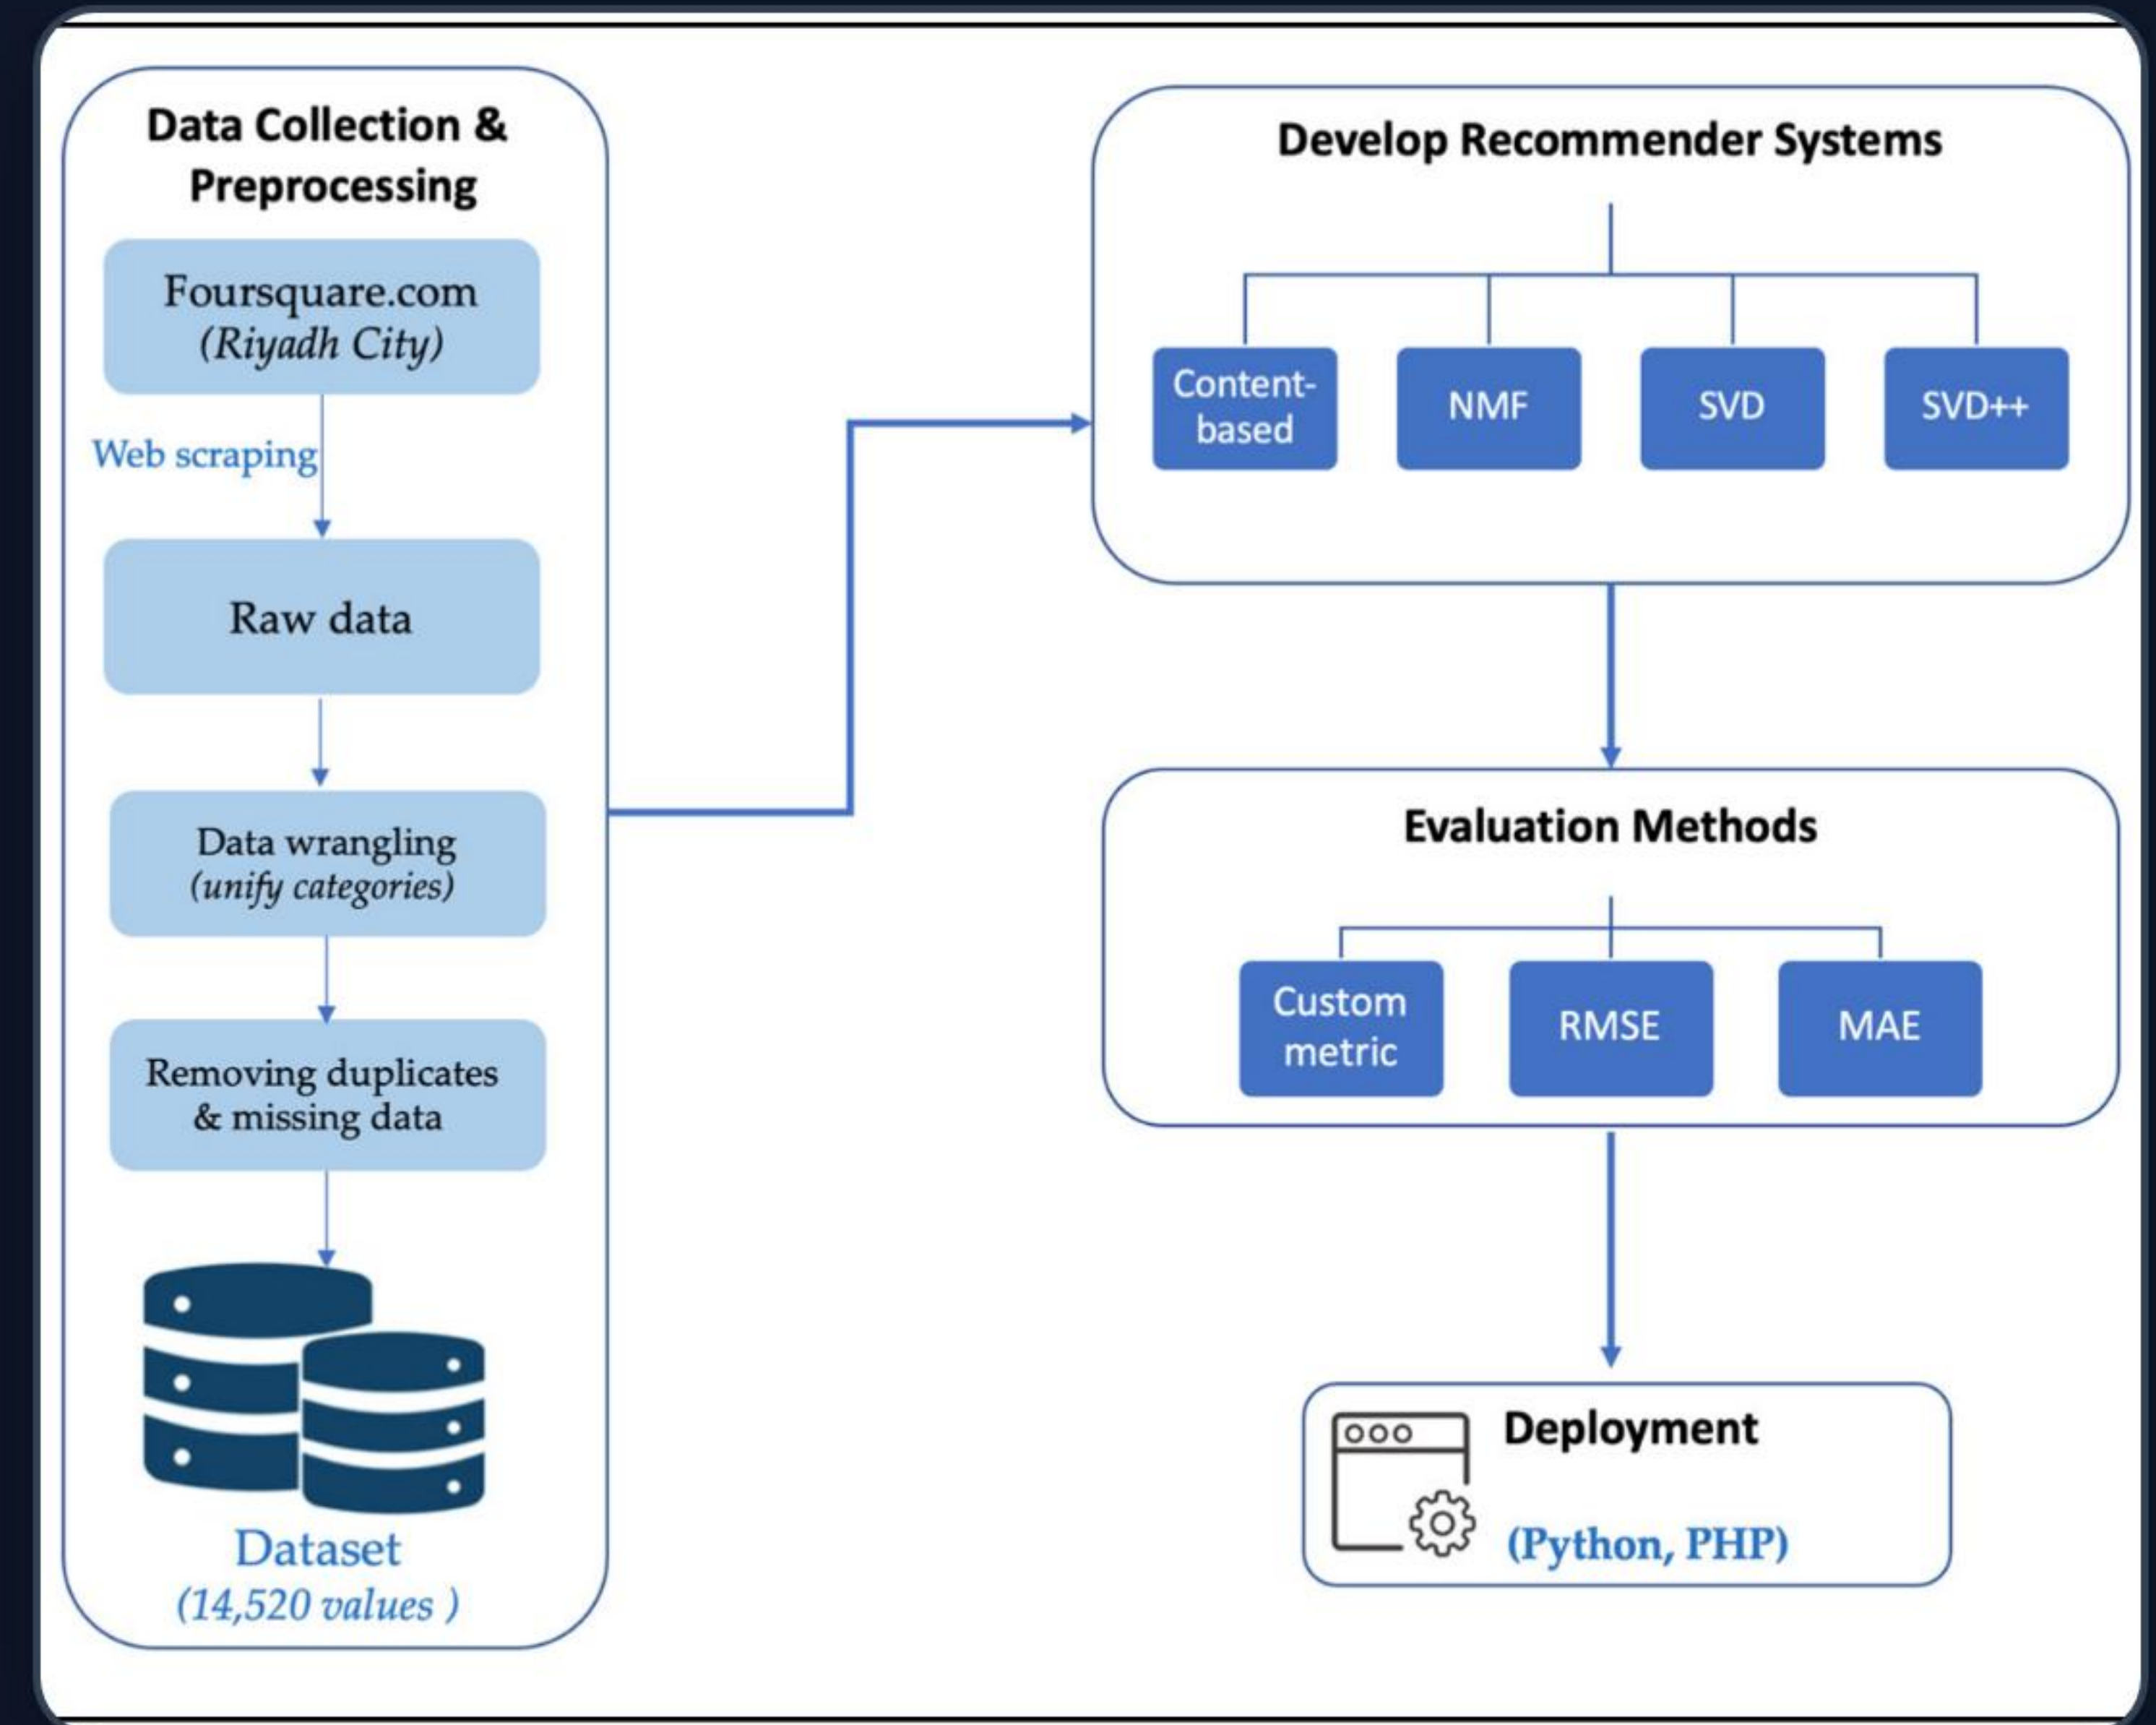 Data Collection &
Preprocessing
Foursquare.com
(Riyadh City)
Web scraping
Raw data
Data wrangling
(unify categories)
Removing duplicates
& missing data
Dataset
(14,520 values )
Develop Recommender Systems
Content-
based
NMF
SVD
SVD++
Evaluation Methods
Custom
metric
RMSE
MAE
Deployment
(Python, PHP)